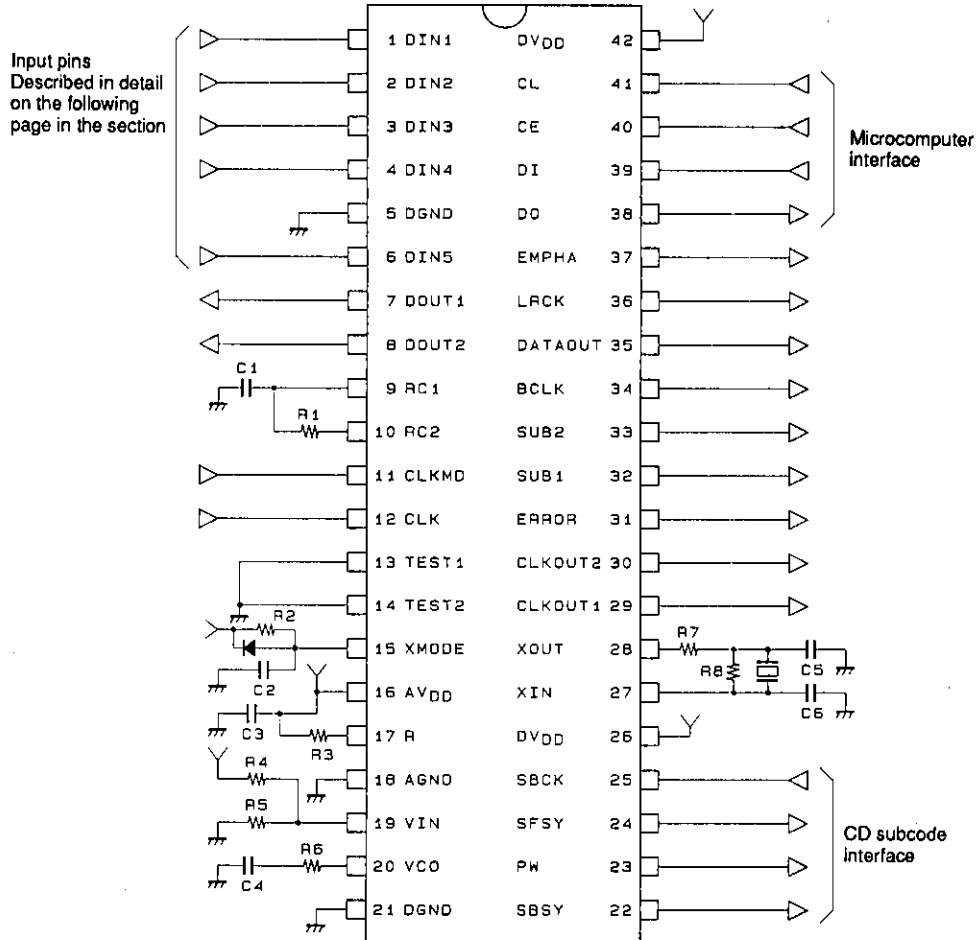 Input pins
Described in detail
on the following
page in the section
1 DIN1 DVDD 42
2 DIN2 CL 41
3 DIN3 CE 40
4 DIN4 DI 39
Microcomputer
interface
5 DGND DO 38
6 DIN5 EMPHA 37
7 DOUT1 LRCK 36
8 DOUT2 DATAOUT 35
C1
9 RC1 BCLK 34
R1
10 RC2 SUB2 33
11 CLKMD SUB1 32
12 CLK ERROR 31
13 TEST1 CLKOUT2 30
14 TEST2 CLKOUT1 29
R2
15 XMODE XOUT 28
R7
R8
C5
C2
16 AVDD XIN 27
C6
C3
17 R DVDD 26
R3
R4
18 AGND SBCK 25
R5
19 VIN SFSY 24
CD subcode
interface
R6
20 VCO PW 23
C4
21 DGND SBSY 22